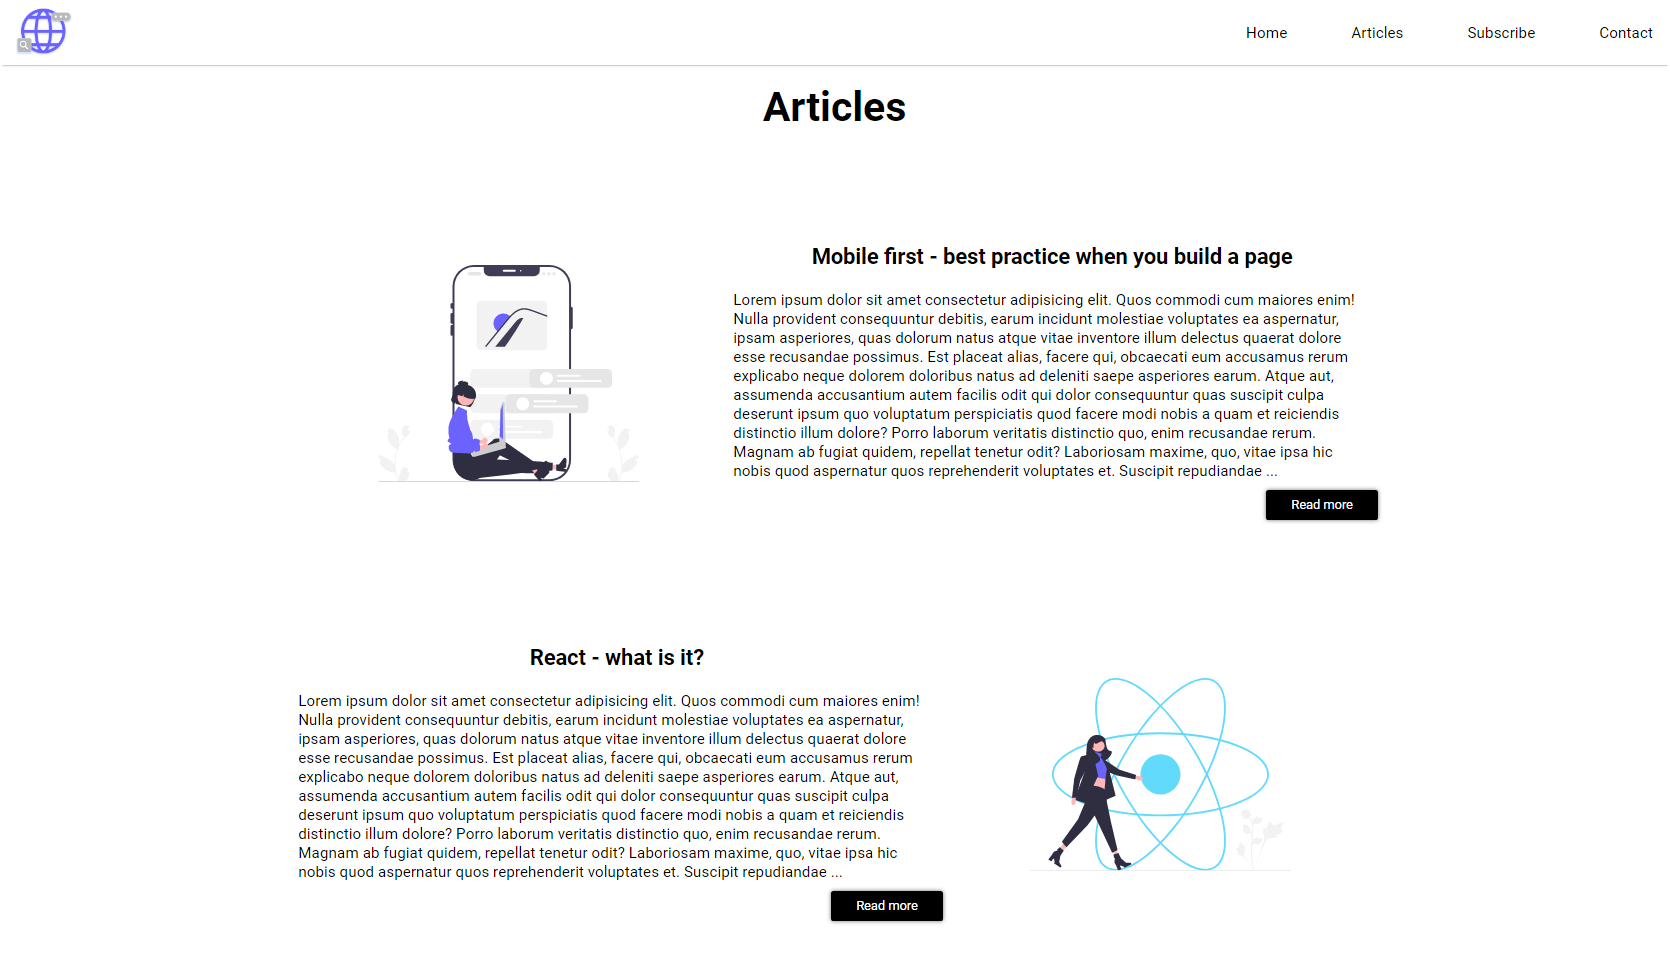 Home Articles Subscribe Contact
Articles
Mobile first - best practice when you build a page
Lorem ipsum dolor sit amet consectetur adipisicing elit. Quos commodi cum maiores enim!
Nulla provident consequuntur debitis, earum incidunt molestiae voluptates ea aspernatur,
ipsam asperiores, quas dolorum natus atque vitae inventore illum delectus quaerat dolore
esse recusandae possimus. Est placeat alias, facere qui, obcaecati eum accusamus rerum
explicabo neque dolorem doloribus natus ad deleniti saepe asperiores earum. Atque aut,
assumenda accusantium autem facilis odit qui dolor consequuntur quas suscipit culpa
deserunt ipsum quo voluptatum perspiciatis quod facere modi nobis a quam et reiciendis
distinctio illum dolore? Porro laborum veritatis distinctio quo, enim recusandae rerum.
Magnam ab fugiat quidem, repellat tenetur odit? Laboriosam maxime, quo, vitae ipsa hic
nobis quod aspernatur quos reprehenderit voluptates et. Suscipit repudiandae ...
Read more
React - what is it?
Lorem ipsum dolor sit amet consectetur adipisicing elit. Quos commodi cum maiores enim!
Nulla provident consequuntur debitis, earum incidunt molestiae voluptates ea aspernatur,
ipsam asperiores, quas dolorum natus atque vitae inventore illum delectus quaerat dolore
esse recusandae possimus. Est placeat alias, facere qui, obcaecati eum accusamus rerum
explicabo neque dolorem doloribus natus ad deleniti saepe asperiores earum. Atque aut,
assumenda accusantium autem facilis odit qui dolor consequuntur quas suscipit culpa
deserunt ipsum quo voluptatum perspiciatis quod facere modi nobis a quam et reiciendis
distinctio illum dolore? Porro laborum veritatis distinctio quo, enim recusandae rerum.
Magnam ab fugiat quidem, repellat tenetur odit? Laboriosam maxime, quo, vitae ipsa hic
nobis quod aspernatur quos reprehenderit voluptates et. Suscipit repudiandae ...
Read more